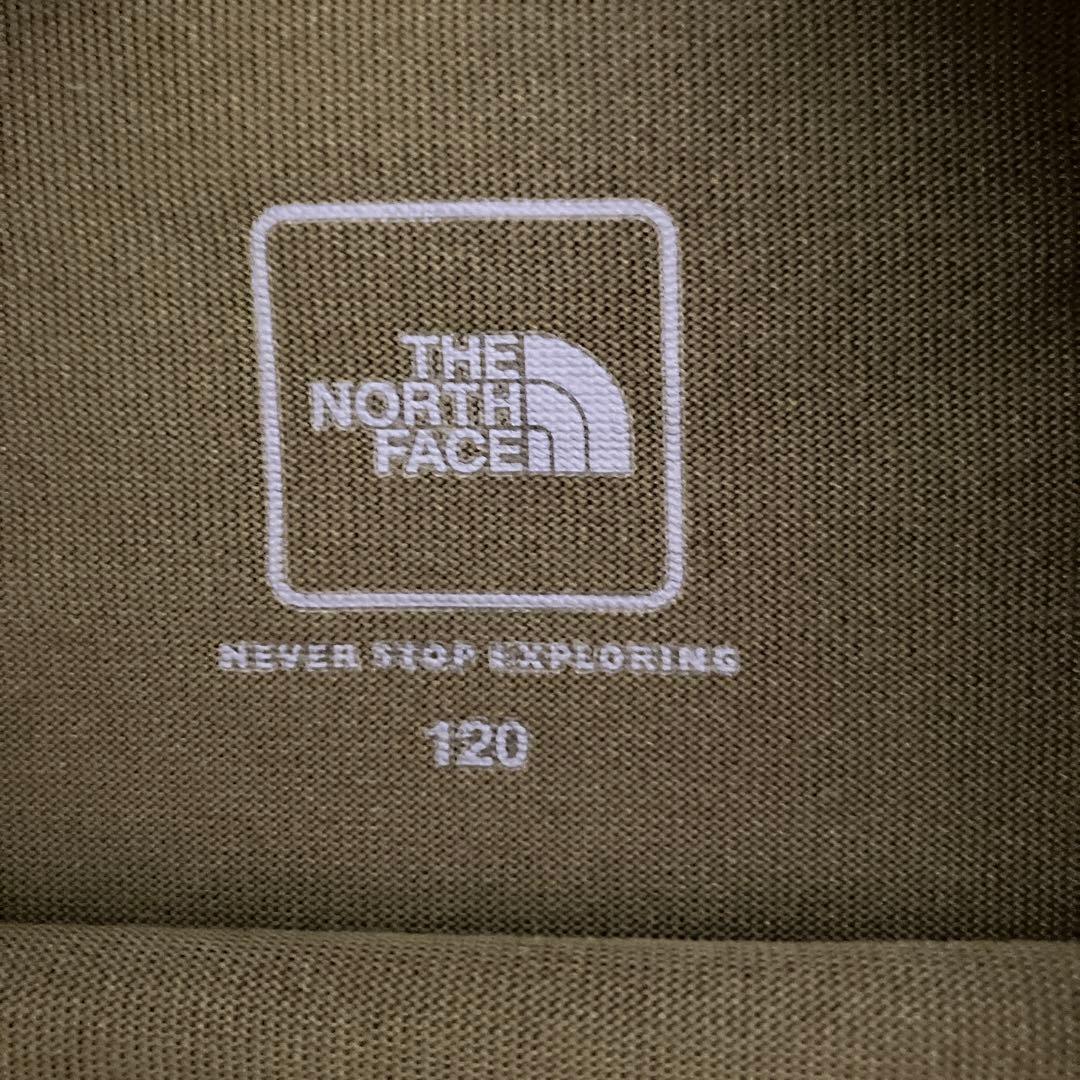 THE
NORTH
FACE
NEVER STOP EXPLORING
120